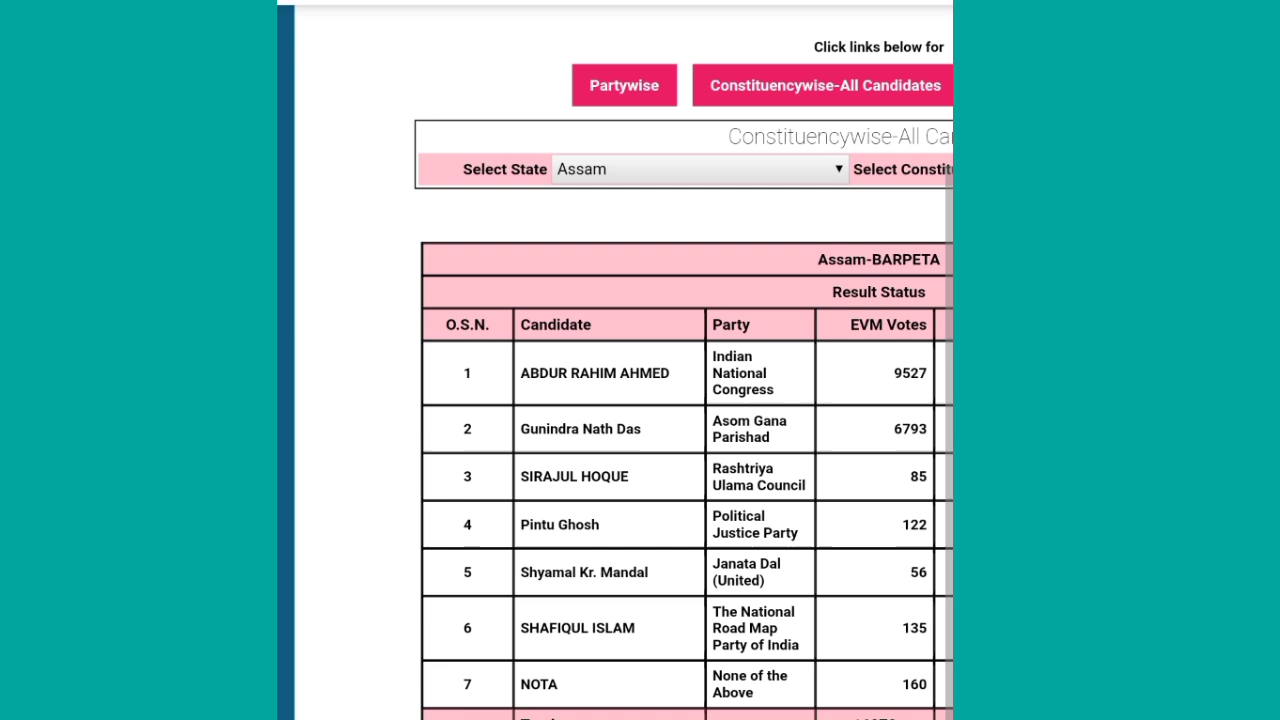 Click links below for
Partywise Constituencywise-All Candidates
Constituencywise-All
Select State Assam ▼ Select
Assam-BARPETA
Result Status
O.S.N. Candidate Party EVM Votes
1 ABDUR RAHIM AHMED Indian National Congress 9527
2 Gunindra Nath Das Asom Gana Parishad 6793
3 SIRAJUL HOQUE Rashtriya Ulama Council 85
4 Pintu Ghosh Political Justice Party 122
5 Shyamal Kr. Mandal Janata Dal (United) 56
6 SHAFIQUL ISLAM The National Road Map Party of India 135
7 NOTA None of the Above 160